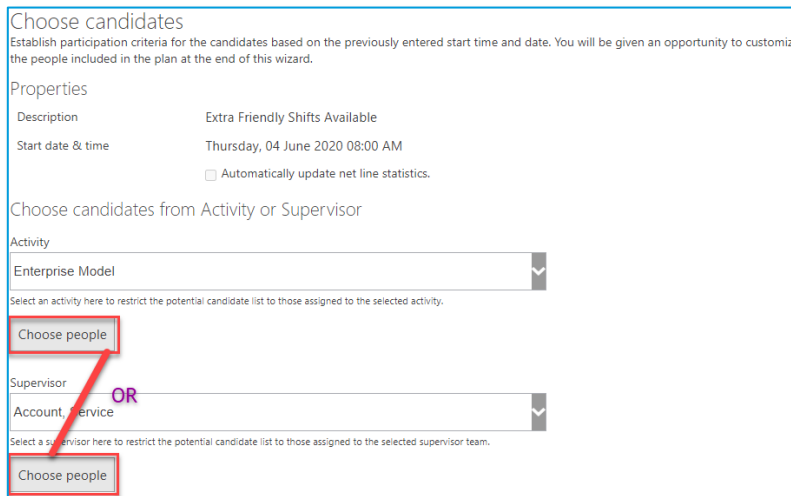 Choose candidates
Establish participation criteria for the candidates based on the previously entered start time and date. You will be given an opportunity to customiz
the people included in the plan at the end of this wizard.
Properties
Description Extra Friendly Shifts Available
Start date & time Thursday, 04 June 2020 08:00 AM
Automatically update net line statistics.
Choose candidates from Activity or Supervisor
Activity
Enterprise Model
Select an activity here to restrict the potential candidate list to those assigned to the selected activity.
Choose people
Supervisor
OR
Account, Service
Select a supervisor here to restrict the potential candidate list to those assigned to the selected supervisor team.
Choose people